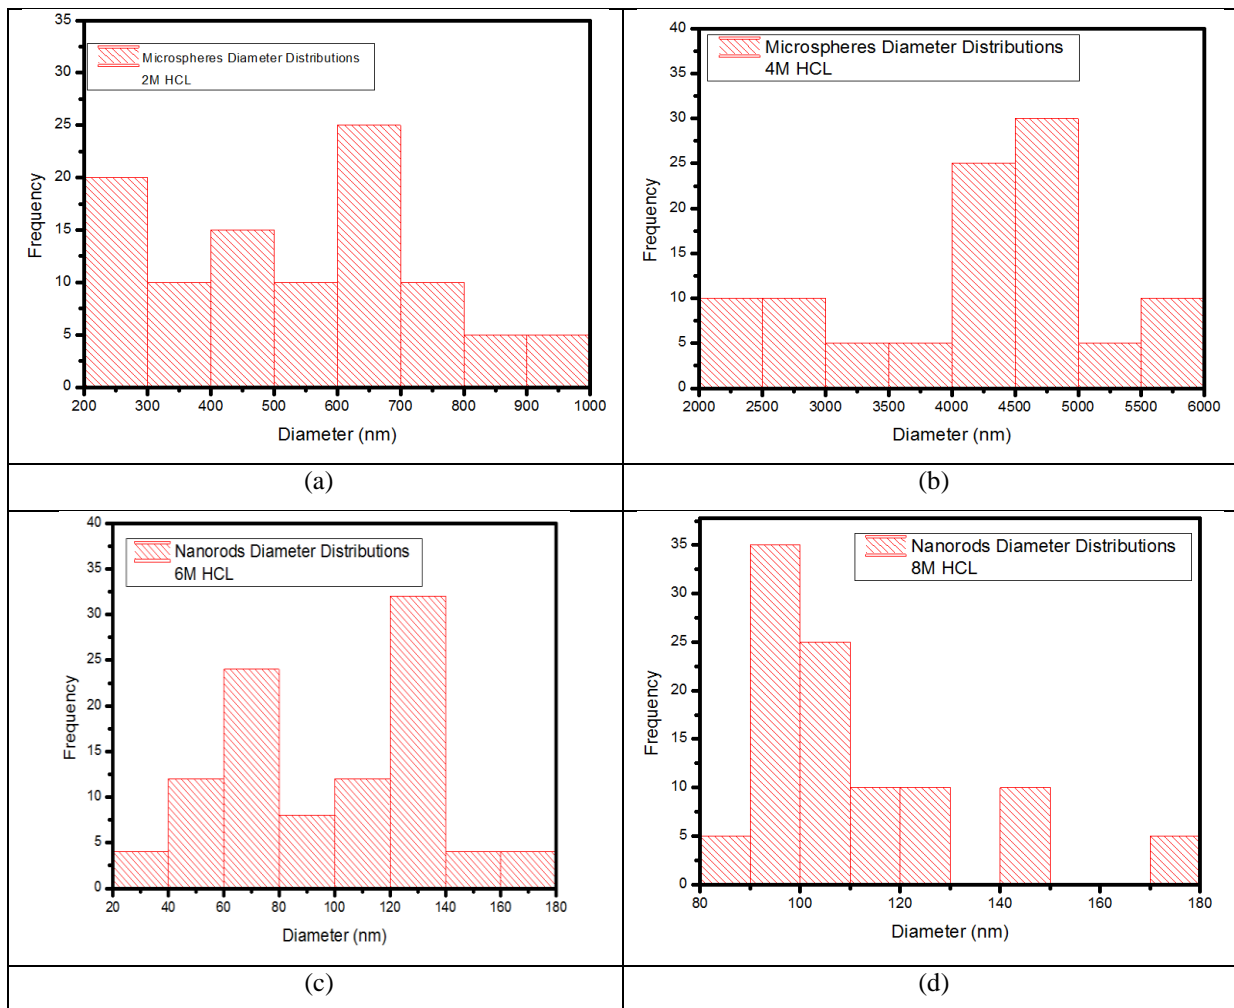 35
30
25
20
15
10
5
0
Frequency
Microspheres Diameter Distributions
2M HCL
200 300 400 500 600 700 800 900 1000
Diameter (nm)
(a)
40
35
30
25
20
15
10
5
0
Frequency
Microspheres Diameter Distributions
4M HCL
2000 2500 3000 3500 4000 4500 5000 5500 6000
Diameter (nm)
(b)
40
35
30
25
20
15
10
5
0
Frequency
Nanorods Diameter Distributions
6M HCL
20 40 60 80 100 120 140 160 180
Diameter (nm)
(c)
35
30
25
20
15
10
5
0
Frequency
Nanorods Diameter Distributions
8M HCL
80 100 120 140 160 180
Diameter (nm)
(d)